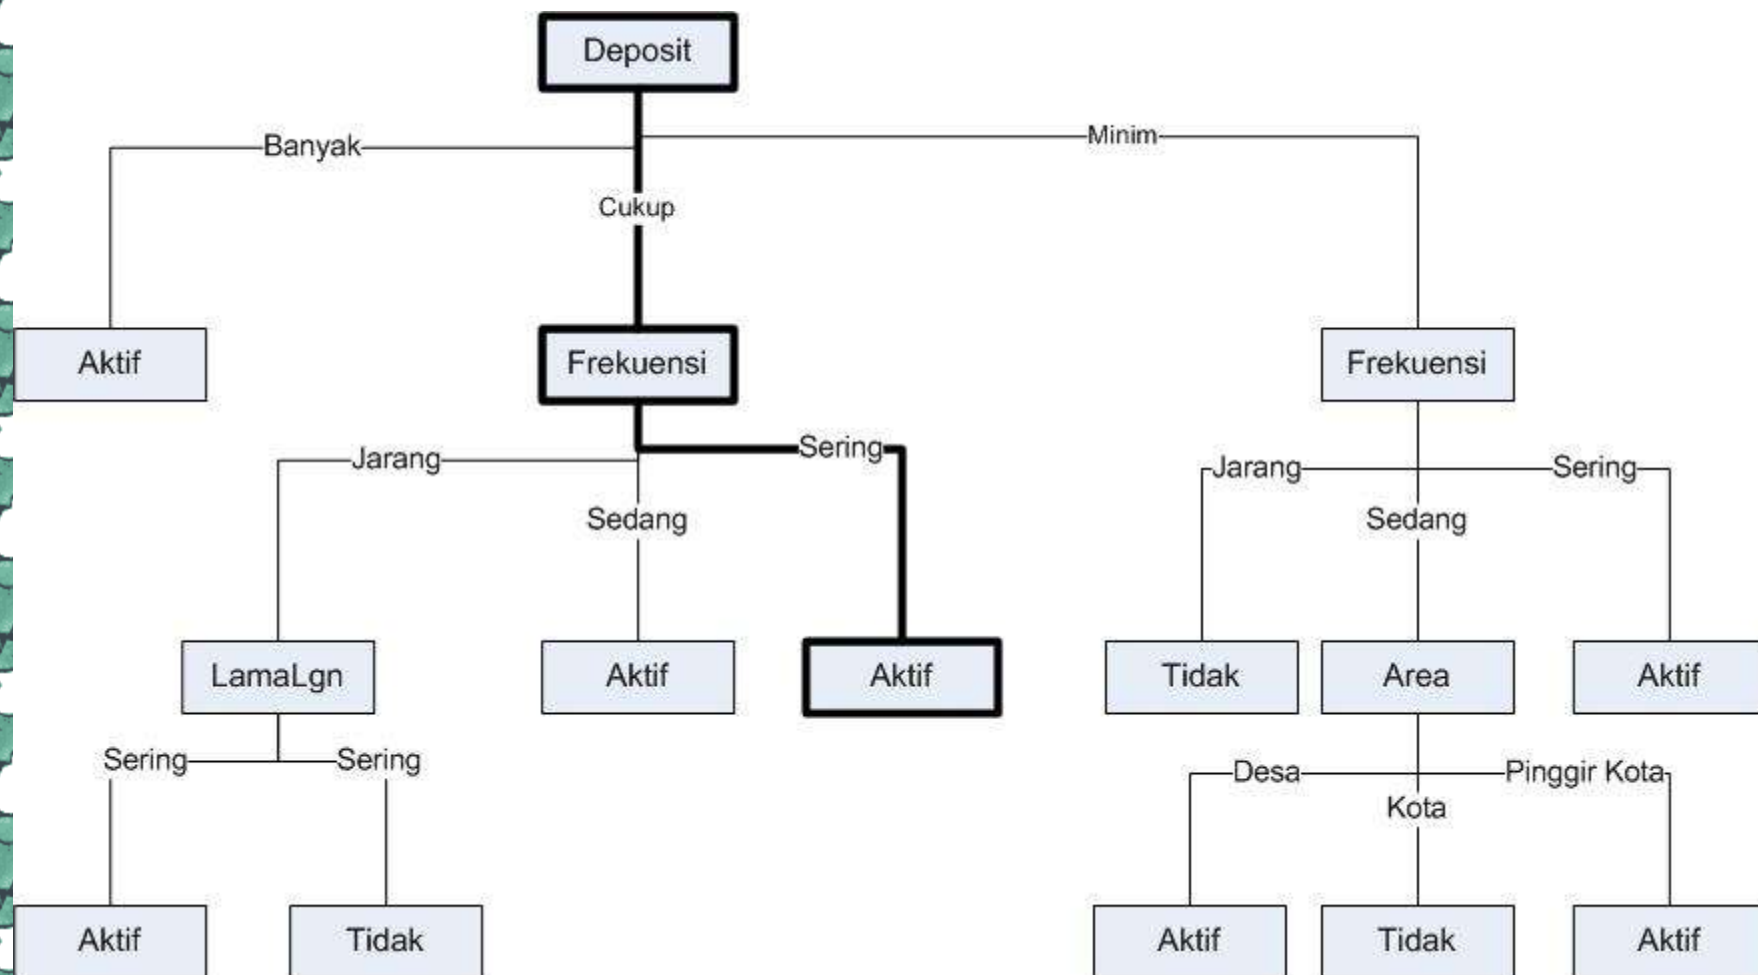 Deposit
Banyak
Minim
Cukup
Aktif
Frekuensi
Frekuensi
Jarang
Sering
Sedang
Jarang
Sering
Sedang
LamaLgn
Aktif
Aktif
Tidak
Area
Aktif
Sering
Sering
Desa
Pinggir Kota
Kota
Aktif
Tidak
Aktif
Tidak
Aktif